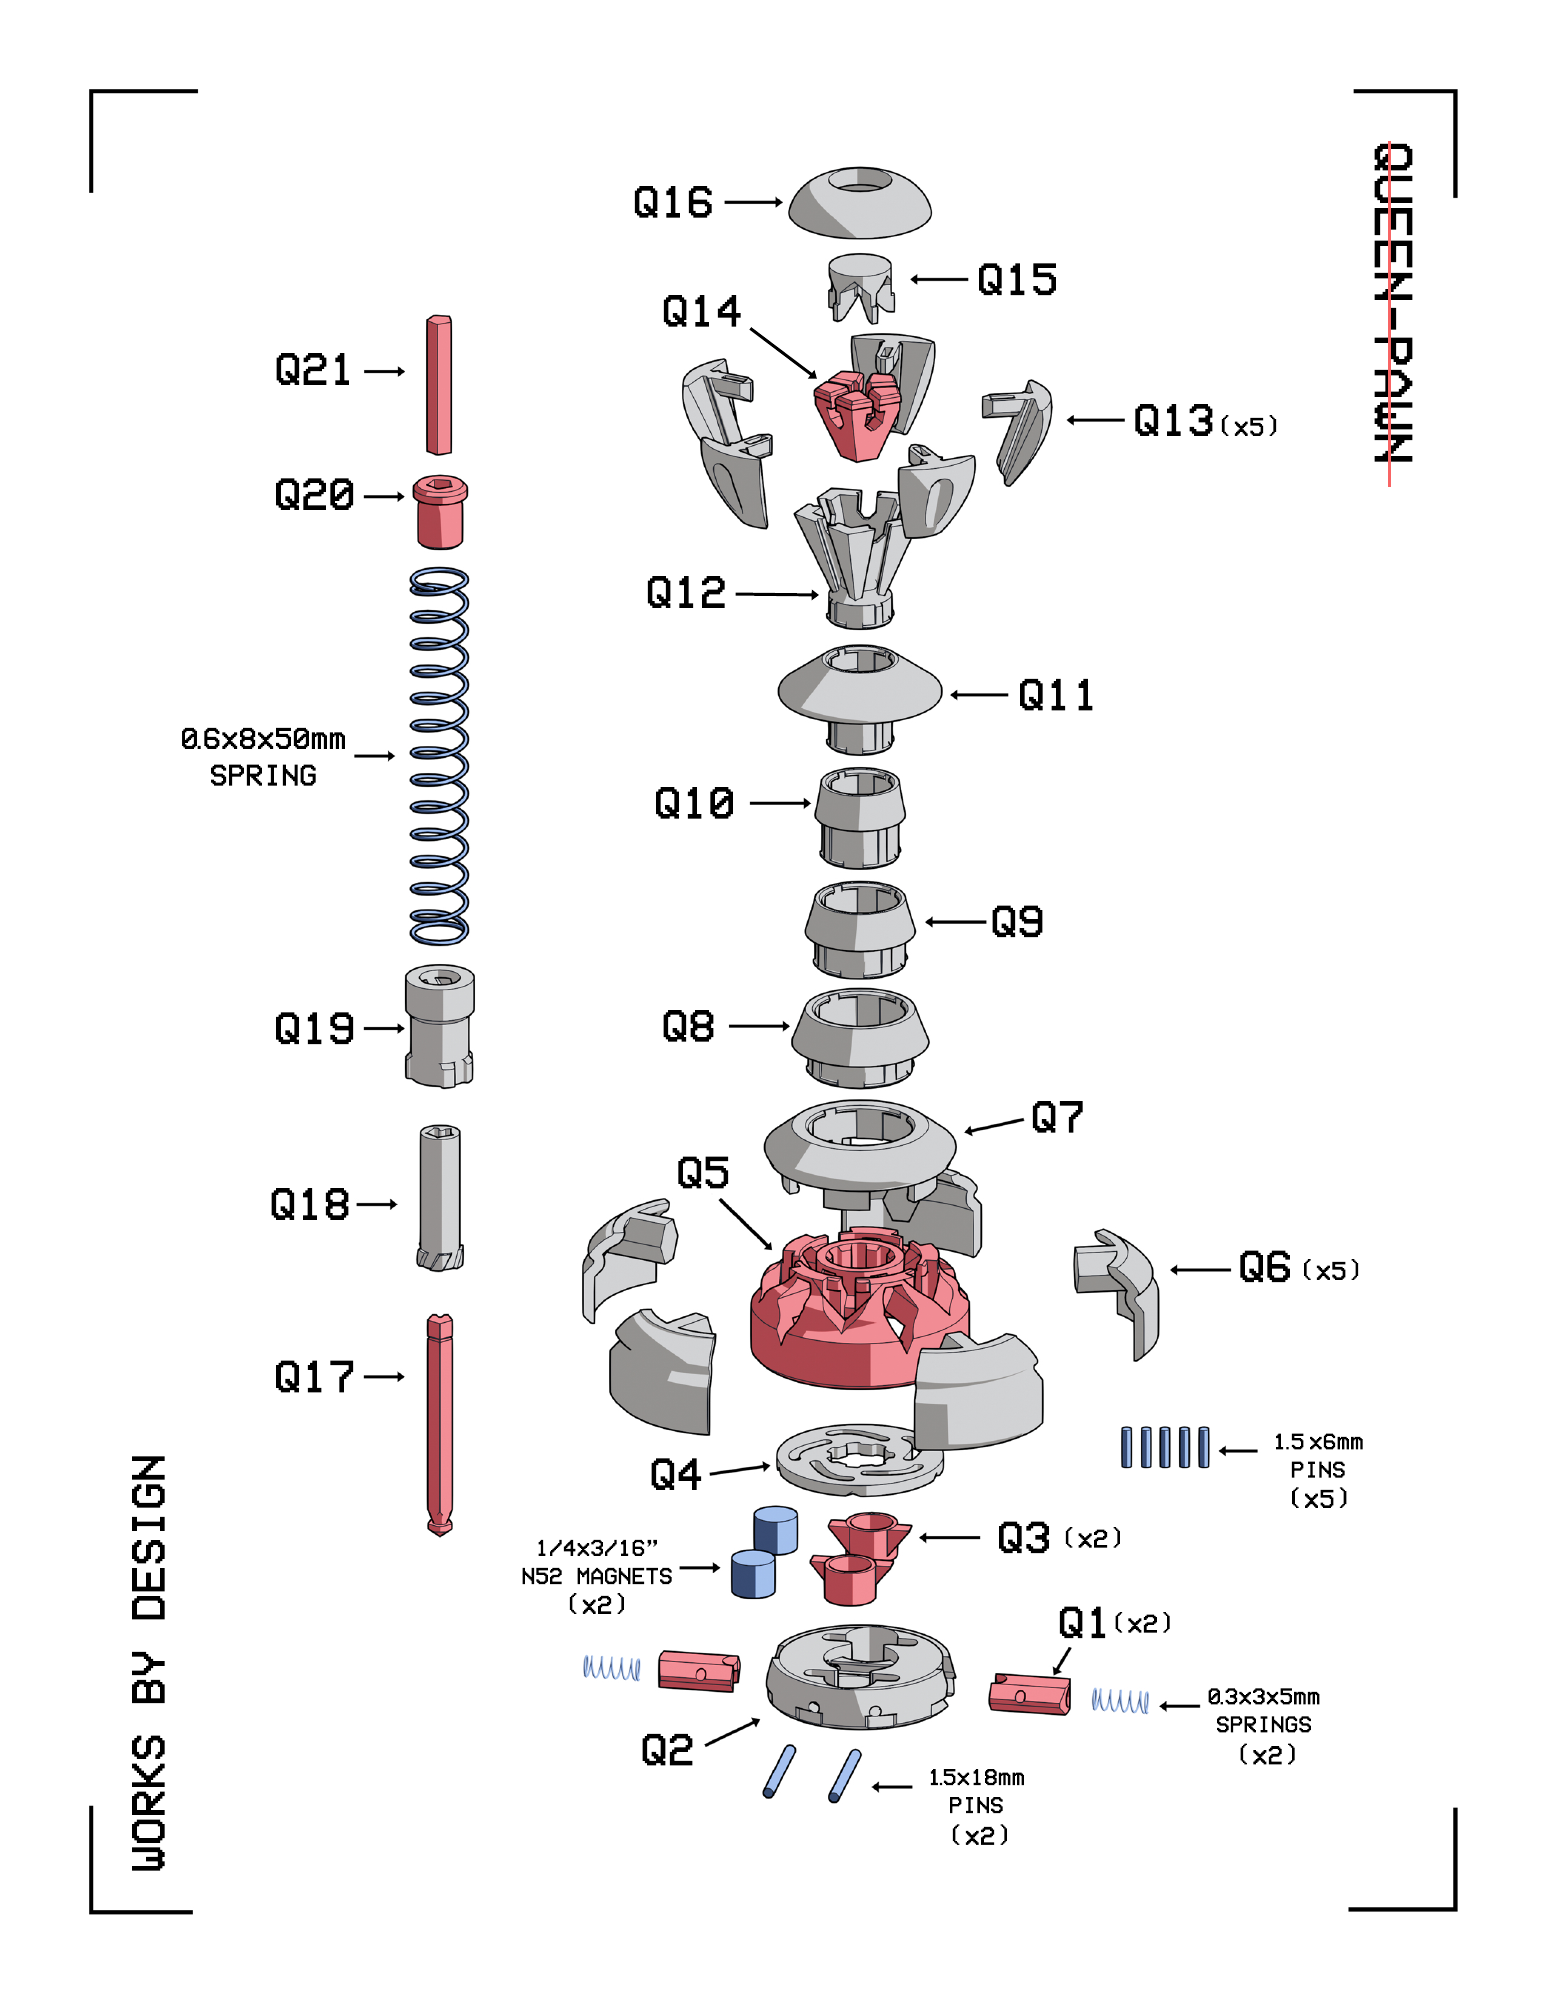 QUEEN-PAWN
Q16
Q15
Q14
Q21
Q13(x5)
Q20
Q12
Q11
0.6x8x50mm
SPRING
Q10
Q9
Q19
Q8
Q7
Q5
Q18
Q6 (x5)
Q17
1.5x6mm
PINS
(x5)
Q4
Q3 (x2)
1/4x3/16”
N52 MAGNETS
(x2)
Q1(x2)
0.3x3x5mm
SPRINGS
(x2)
Q2
1.5x18mm
PINS
(x2)
WORKS BY DESIGN